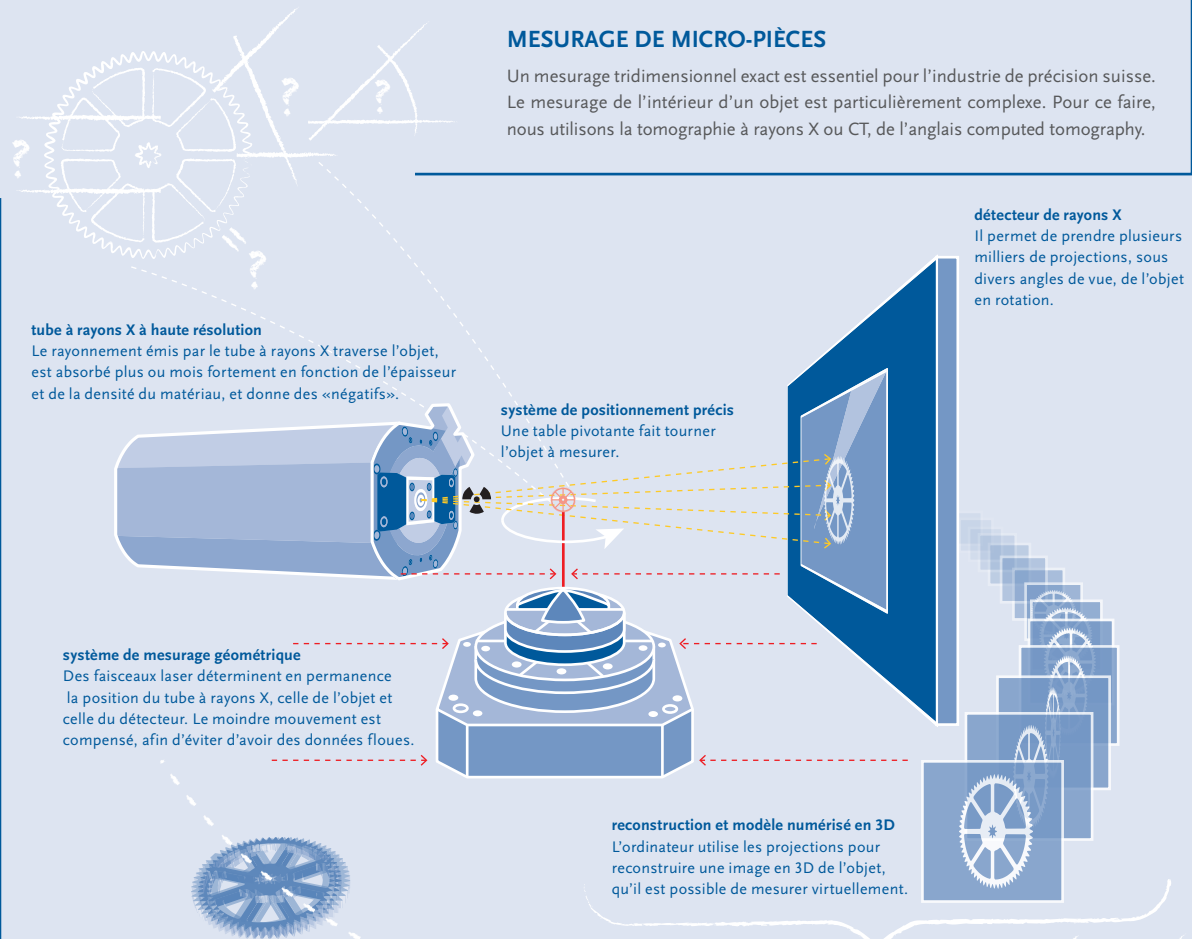 MESURAGE DE MICRO-PIÈCES
Un mesurage tridimensionnel exact est essentiel pour l'industrie de précision suisse.
Le mesurage de l'intérieur d'un objet est particulièrement complexe. Pour ce faire,
nous utilisons la tomographie à rayons X ou CT, de l'anglais computed tomography.
?
?
?
?
détecteur de rayons X
Il permet de prendre plusieurs
milliers de projections, sous
divers angles de vue, de l'objet
en rotation.
tube à rayons X à haute résolution
Le rayonnement émis par le tube à rayons X traverse l'objet,
est absorbé plus ou mois fortement en fonction de l'épaisseur
et de la densité du matériau, et donne des «négatifs».
système de positionnement précis
Une table pivotante fait tourner
l'objet à mesurer.
système de mesurage géométrique
Des faisceaux laser déterminent en permanence
la position du tube à rayons X, celle de l'objet et
celle du détecteur. Le moindre mouvement est
compensé, afin d'éviter d'avoir des données floues.
reconstruction et modèle numérisé en 3D
L'ordinateur utilise les projections pour
reconstruire une image en 3D de l'objet,
qu'il est possible de mesurer virtuellement.